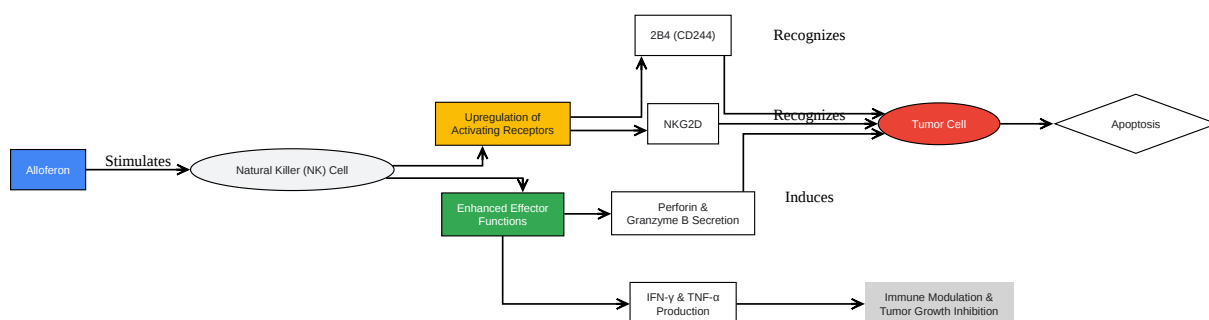 2B4 (CD244)
Recognizes
Upregulation of
Activating Receptors
NKG2D
Recognizes
Tumor Cell
Apoptosis
Alloferon
Stimulates
Natural Killer (NK) Cell
Enhanced Effector
Functions
Perforin &
Granzyme B Secretion
Induces
IFN-γ & TNF-α
Production
Immune Modulation &
Tumor Growth Inhibition